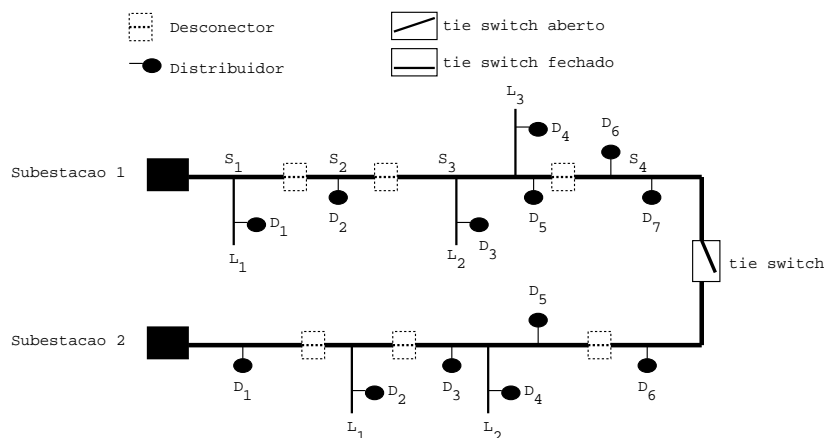 Desconector
tie switch aberto
Distribuidor
tie switch fechado
L3
D4
D6
Subestacao 1
S1
S2
S3
S4
D1
D2
D3
D5
D7
L1
L2
tie switch
D5
Subestacao 2
D1
D2
D3
D4
D6
L1
L2